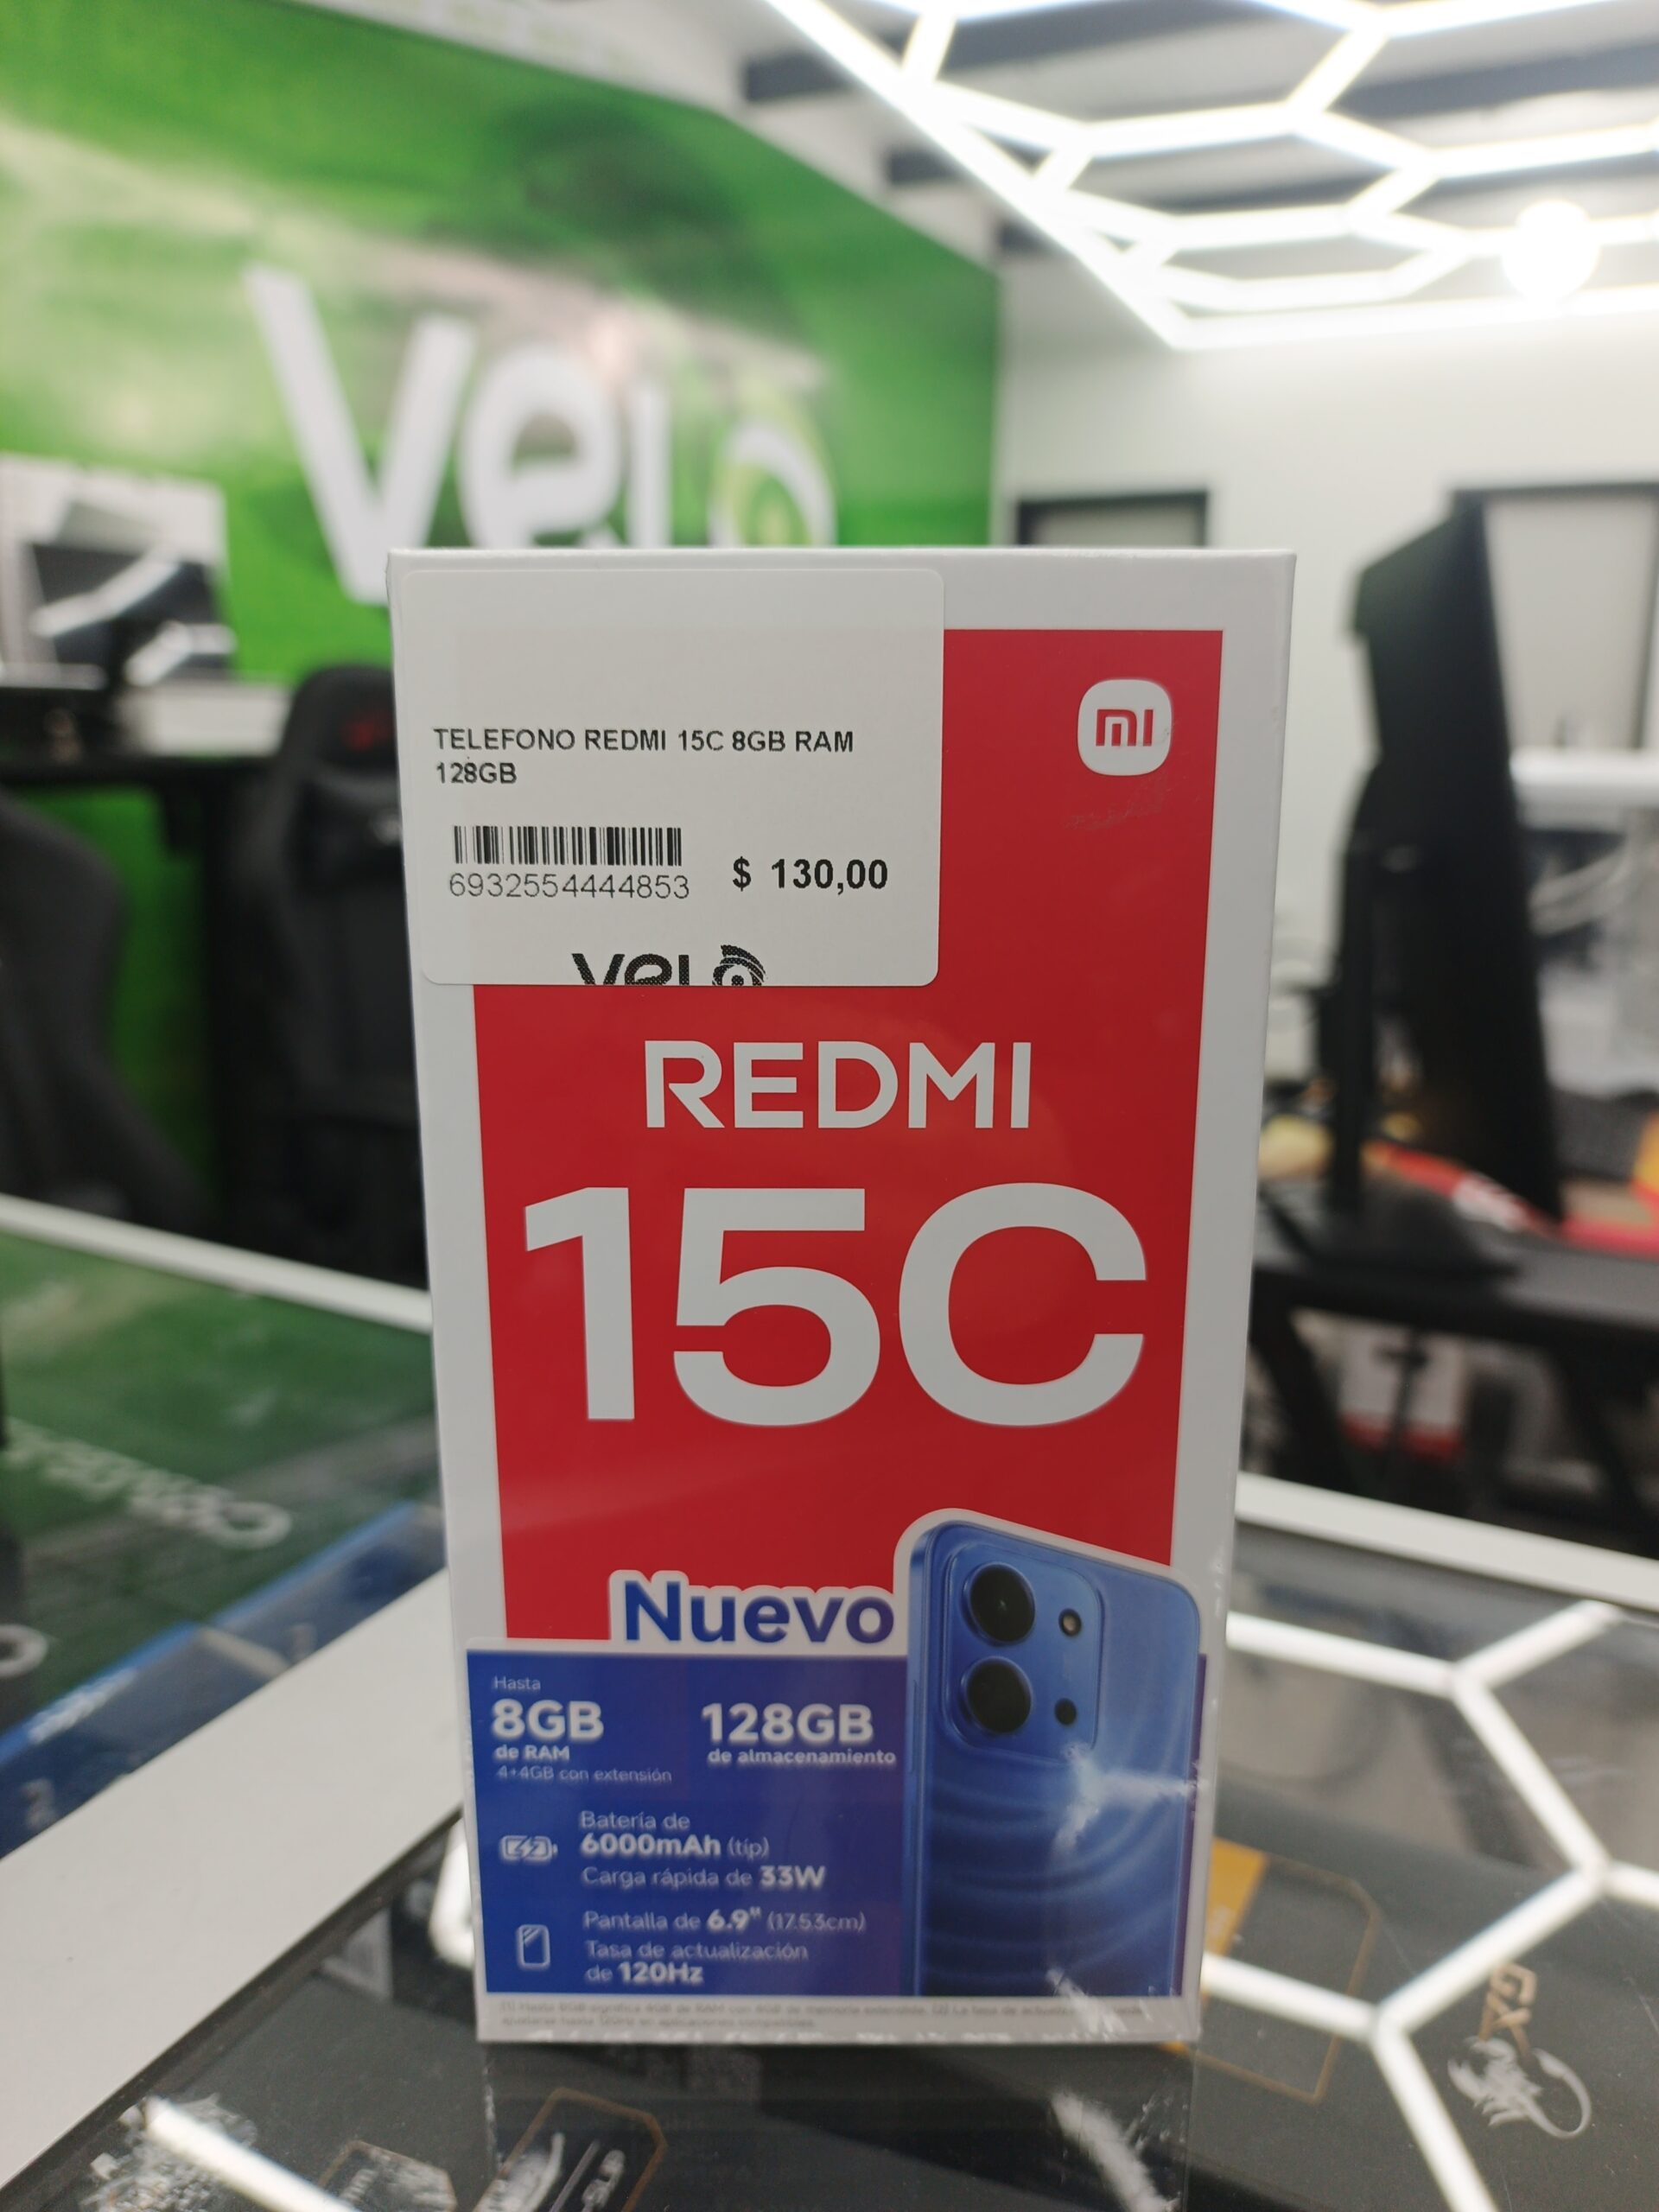 velo
TELEFONO REDMI 15C 8GB RAM
128GB
6932554444853
$ 130,00
velo
mi
REDMI
15C
Nuevo
Hasta
8GB
de RAM
4+4GB con extensión
128GB
de almacenamiento
Batería de
6000mAh (típ)
Carga rápida de 33W
Pantalla de 6.9" (17.53cm)
Tasa de actualización
de 120Hz